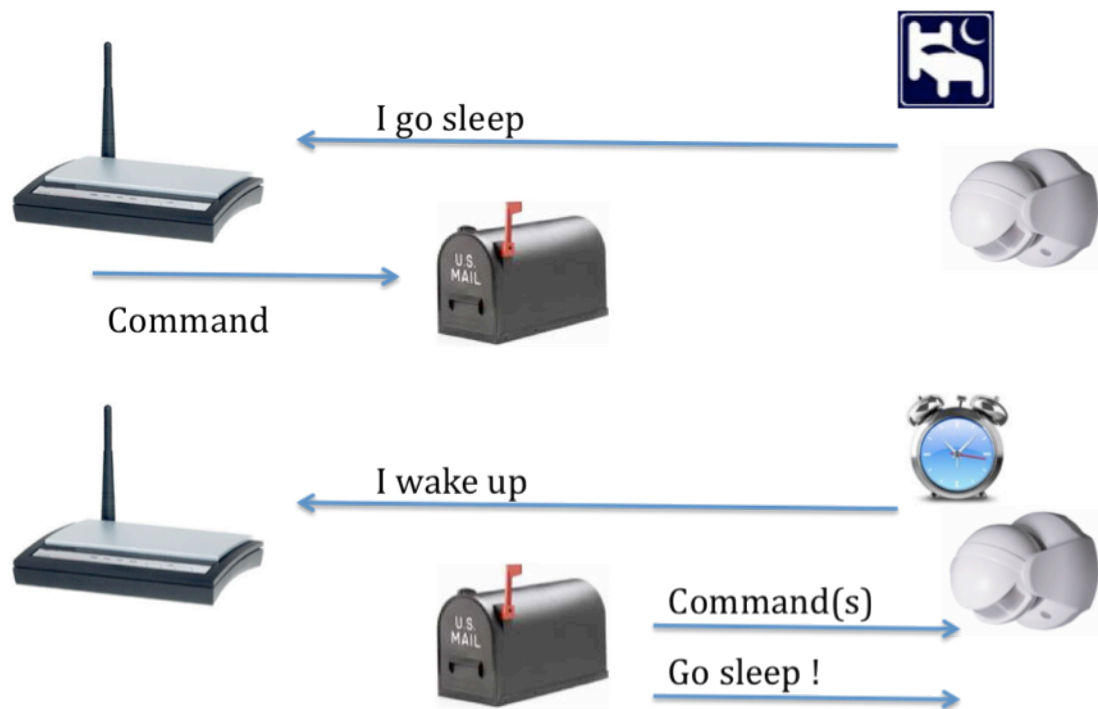 I go sleep
U.S.
MAIL
Command
I wake up
U.S.
MAIL
Command(s)
Go sleep !